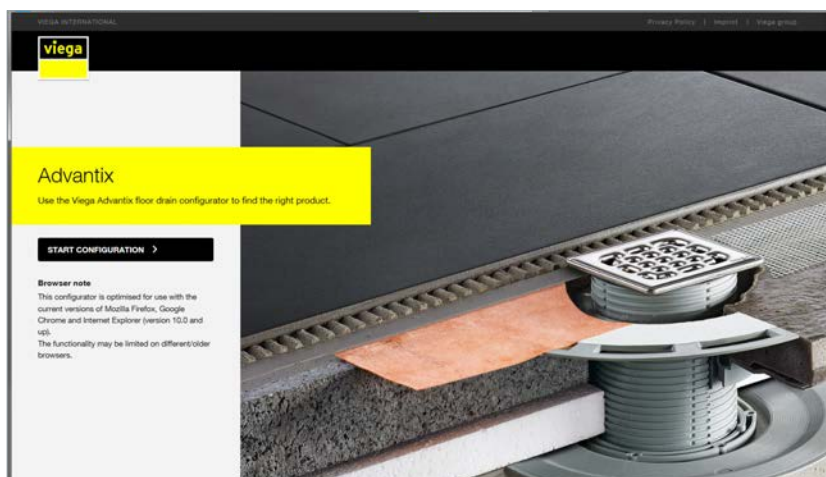 VIEGA INTERNATIONAL
Privacy Policy | Imprint | Viega group
viega
Advantix
Use the Viega Advantix floor drain configurator to find the right product.
START CONFIGURATION >
Browser note
This configurator is optimised for use with the
current versions of Mozilla Firefox, Google
Chrome and Internet Explorer (version 10.0 and
up).
The functionality may be limited on different/older
browsers.